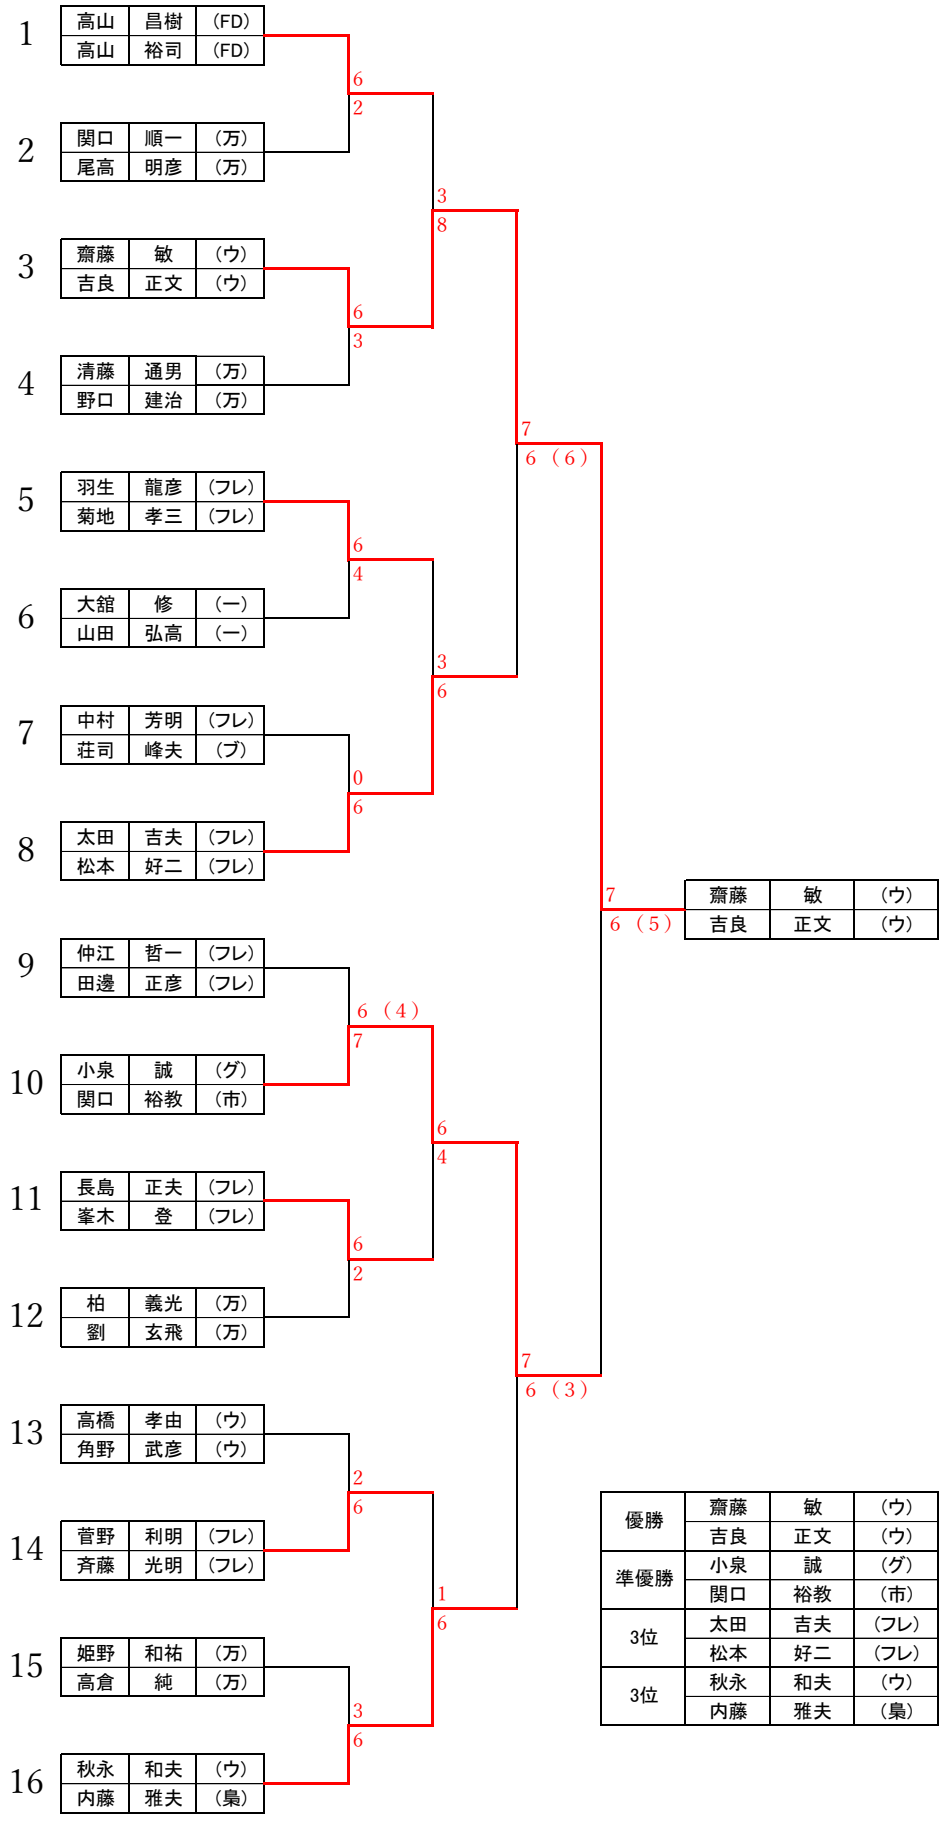 1 高山 昌樹 (FD)
高山 裕司 (FD)
6
2
2 関口 順一 (万)
尾高 明彦 (万)
3
8
3 齋藤 敏 (ウ)
吉良 正文 (ウ)
6
3
4 清藤 通男 (万)
野口 建治 (万)
7
6 (6)
5 羽生 龍彦 (フレ)
菊地 孝三 (フレ)
6
4
6 大舘 修 (一)
山田 弘高 (一)
3
6
7 中村 芳明 (フレ)
荘司 峰夫 (ブ)
0
6
8 太田 吉夫 (フレ)
松本 好二 (フレ)
7
6 (5)
齋藤 敏 (ウ)
吉良 正文 (ウ)
9 仲江 哲一 (フレ)
田邊 正彦 (フレ)
6 (4)
7
10 小泉 誠 (グ)
関口 裕教 (市)
6
4
11 長島 正夫 (フレ)
峯木 登 (フレ)
6
2
12 柏 義光 (万)
劉 玄飛 (万)
7
6 (3)
13 高橋 孝由 (ウ)
角野 武彦 (ウ)
2
6
14 菅野 利明 (フレ)
斉藤 光明 (フレ)
1
6
15 姫野 和祐 (万)
高倉 純 (万)
3
6
16 秋永 和夫 (ウ)
内藤 雅夫 (梟)
優勝 齋藤 敏 (ウ)
吉良 正文 (ウ)
準優勝 小泉 誠 (グ)
関口 裕教 (市)
3位 太田 吉夫 (フレ)
松本 好二 (フレ)
3位 秋永 和夫 (ウ)
内藤 雅夫 (梟)